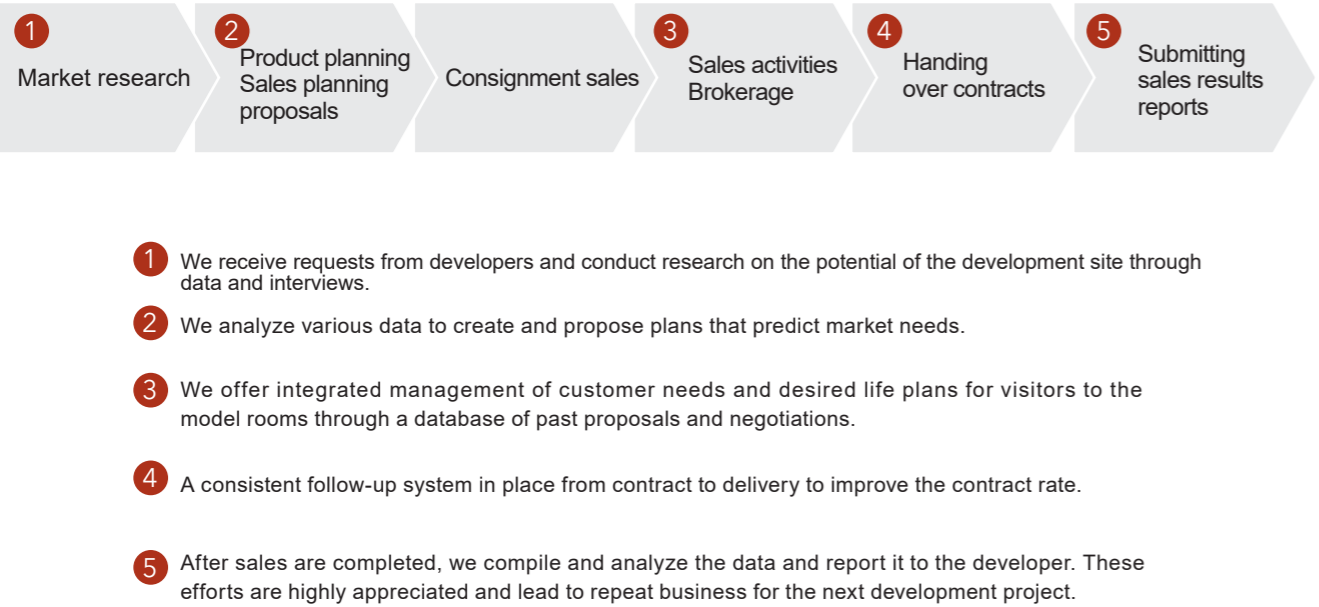 1
Market research
2
Product planning
Sales planning
proposals
Consignment sales
3
Sales activities
Brokerage
4
Handing
over contracts
5
Submitting
sales results
reports
1 We receive requests from developers and conduct research on the potential of the development site through
data and interviews.
2 We analyze various data to create and propose plans that predict market needs.
3 We offer integrated management of customer needs and desired life plans for visitors to the
model rooms through a database of past proposals and negotiations.
4 A consistent follow-up system in place from contract to delivery to improve the contract rate.
5 After sales are completed, we compile and analyze the data and report it to the developer. These
efforts are highly appreciated and lead to repeat business for the next development project.